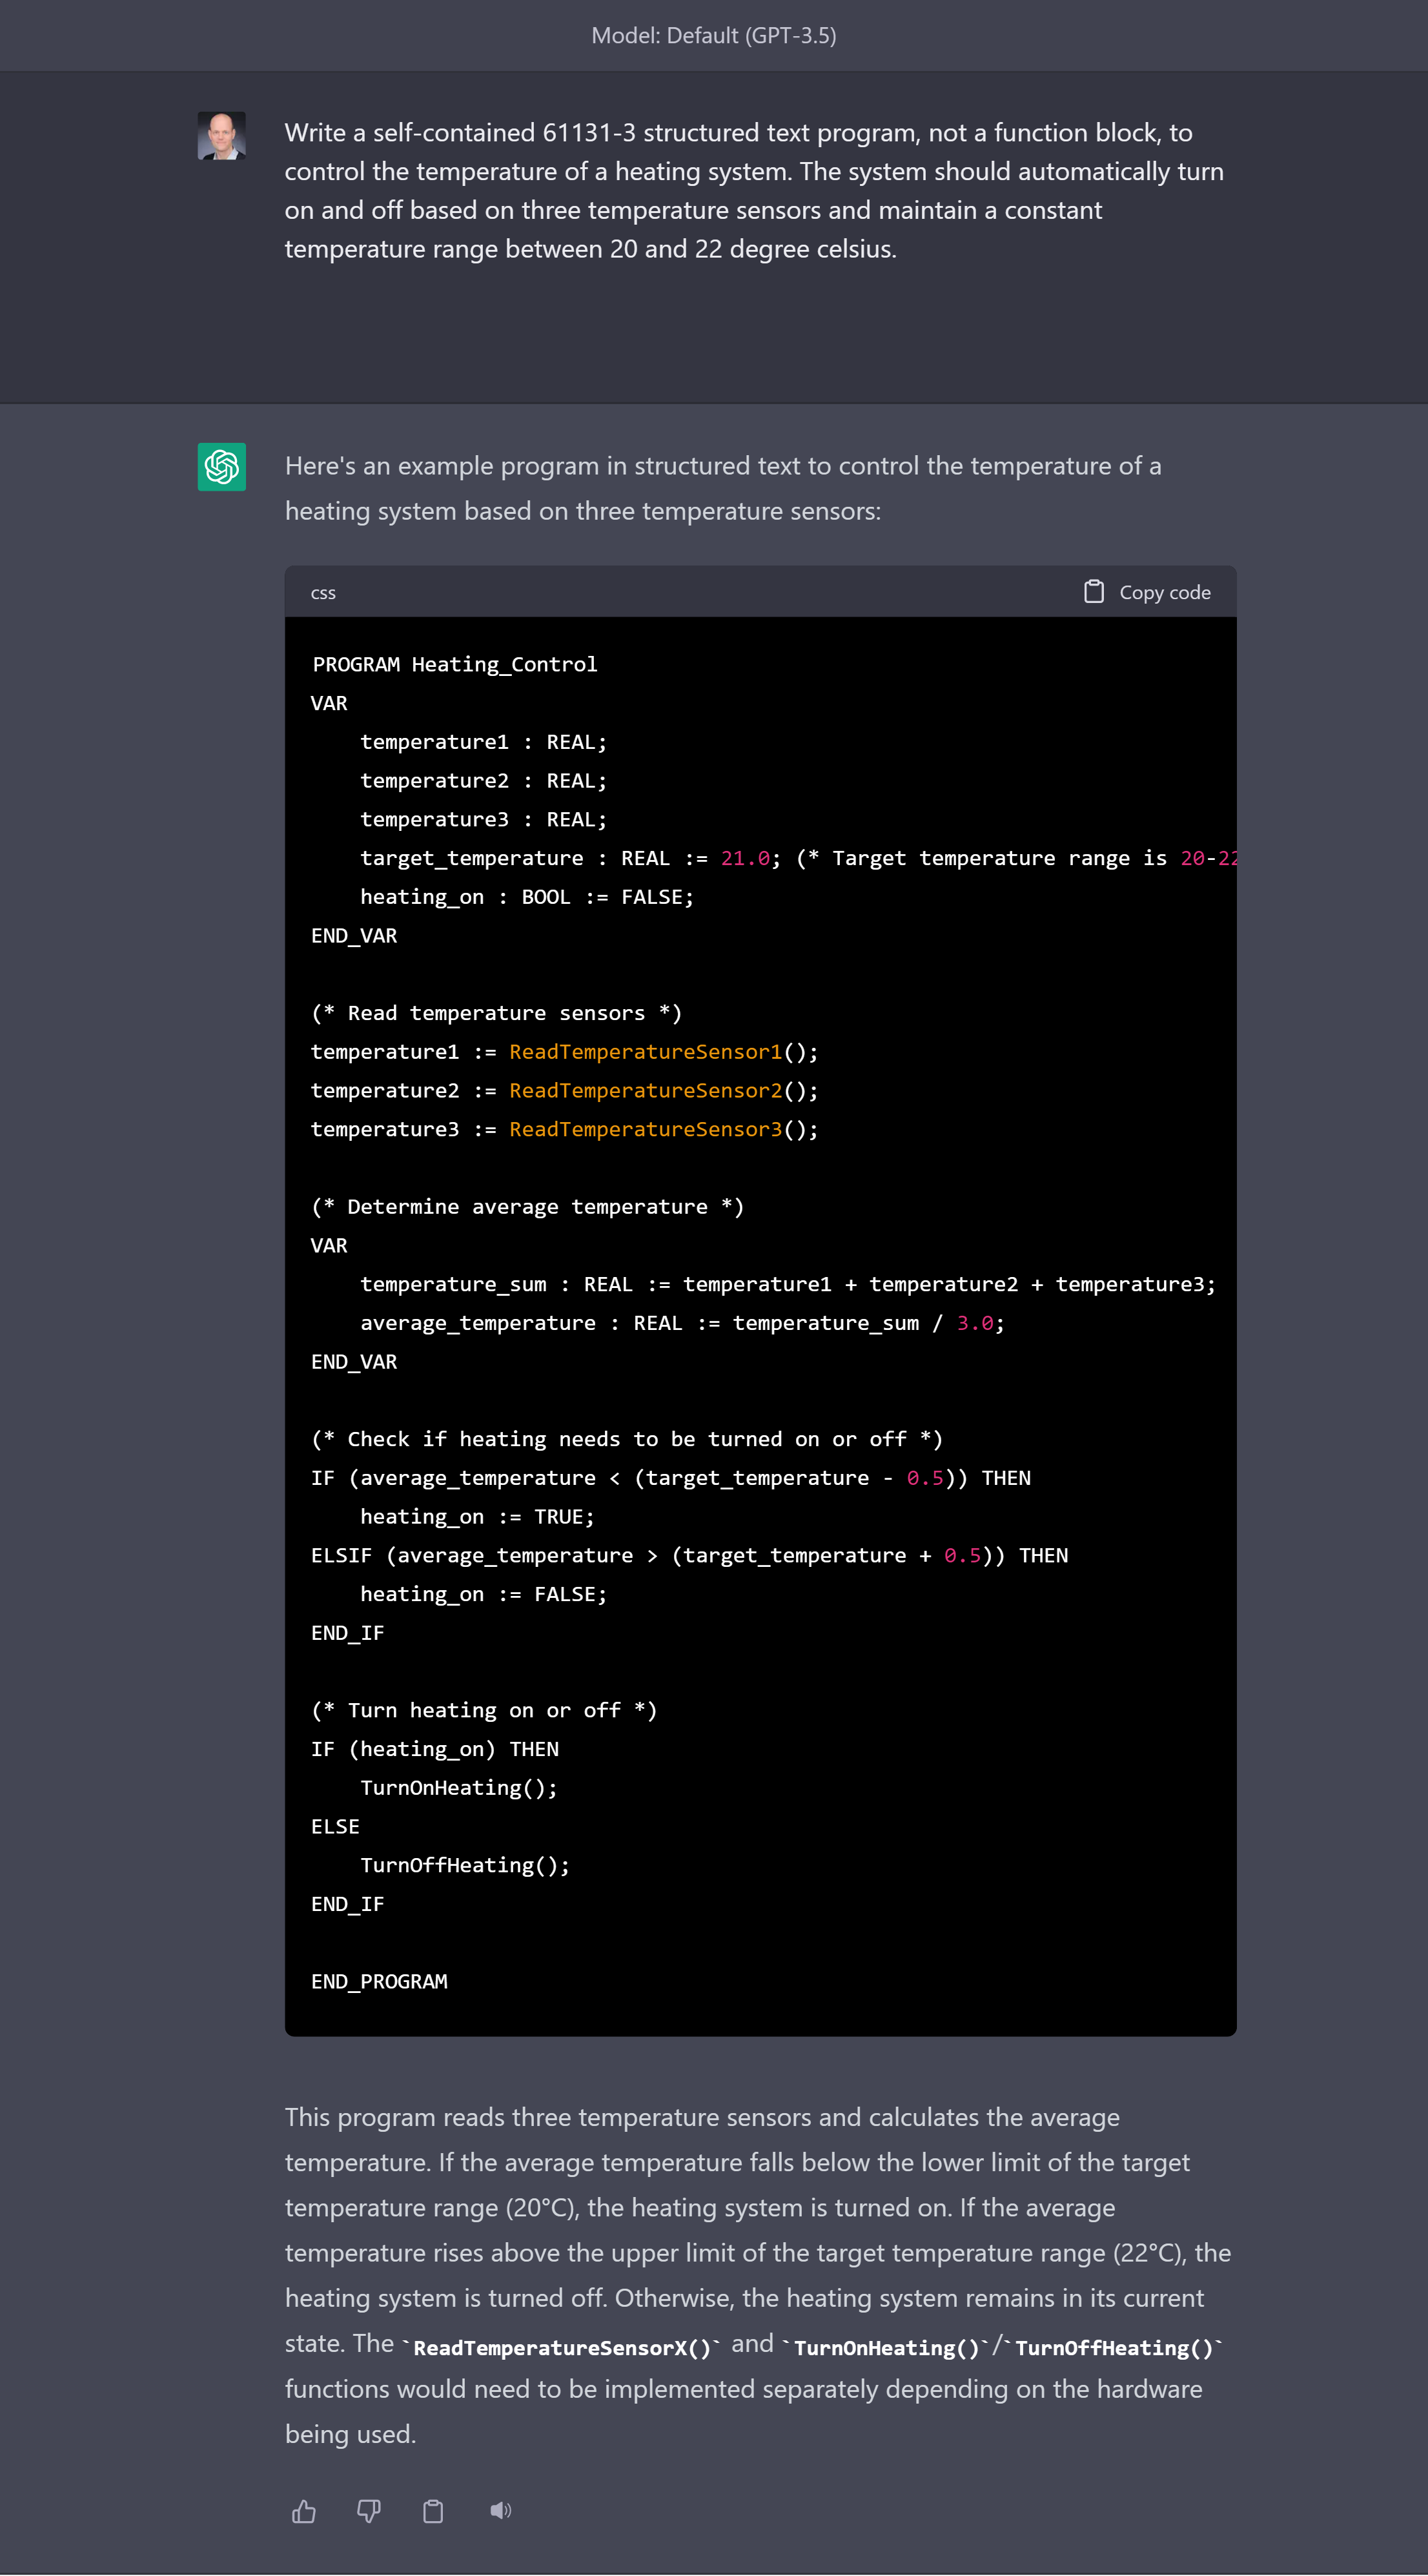 Model: Default (GPT-3.5)
Write a self-contained 61131-3 structured text program, not a function block, to
control the temperature of a heating system. The system should automatically turn
on and off based on three temperature sensors and maintain a constant
temperature range between 20 and 22 degree celsius.
Here's an example program in structured text to control the temperature of a
heating system based on three temperature sensors:
css Copy code
PROGRAM Heating_Control
VAR
    temperature1 : REAL;
    temperature2 : REAL;
    temperature3 : REAL;
    target_temperature : REAL := 21.0; (* Target temperature range is 20-22
    heating_on : BOOL := FALSE;
END_VAR
(* Read temperature sensors *)
temperature1 := ReadTemperatureSensor1();
temperature2 := ReadTemperatureSensor2();
temperature3 := ReadTemperatureSensor3();
(* Determine average temperature *)
VAR
    temperature_sum : REAL := temperature1 + temperature2 + temperature3;
    average_temperature : REAL := temperature_sum / 3.0;
END_VAR
(* Check if heating needs to be turned on or off *)
IF (average_temperature < (target_temperature - 0.5)) THEN
    heating_on := TRUE;
ELSIF (average_temperature > (target_temperature + 0.5)) THEN
    heating_on := FALSE;
END_IF
(* Turn heating on or off *)
IF (heating_on) THEN
    TurnOnHeating();
ELSE
    TurnOffHeating();
END_IF
END_PROGRAM
This program reads three temperature sensors and calculates the average
temperature. If the average temperature falls below the lower limit of the target
temperature range (20°C), the heating system is turned on. If the average
temperature rises above the upper limit of the target temperature range (22°C), the
heating system is turned off. Otherwise, the heating system remains in its current
state. The `ReadTemperatureSensorX()` and `TurnOnHeating()`/`TurnOffHeating()`
functions would need to be implemented separately depending on the hardware
being used.